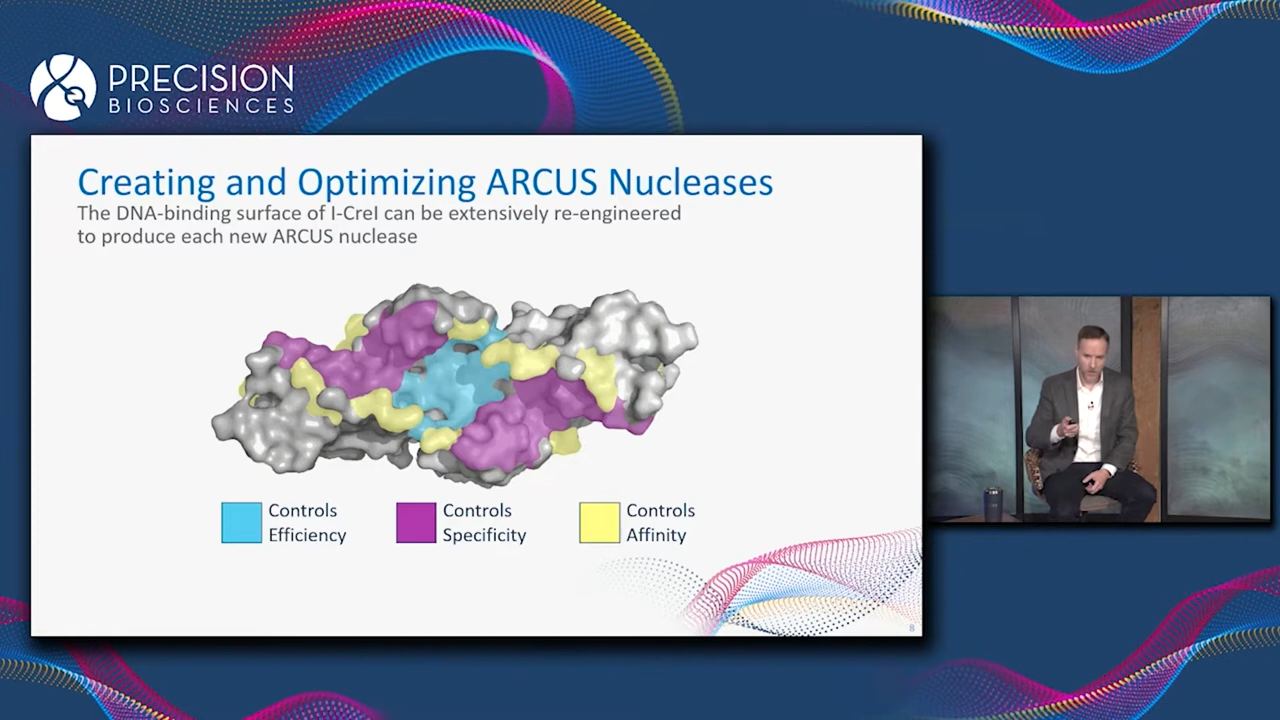 PRECISION
BIOSCIENCES
Creating and Optimizing ARCUS Nucleases
The DNA-binding surface of I-CreI can be extensively re-engineered
to produce each new ARCUS nuclease
Controls
Efficiency
Controls
Specificity
Controls
Affinity
8